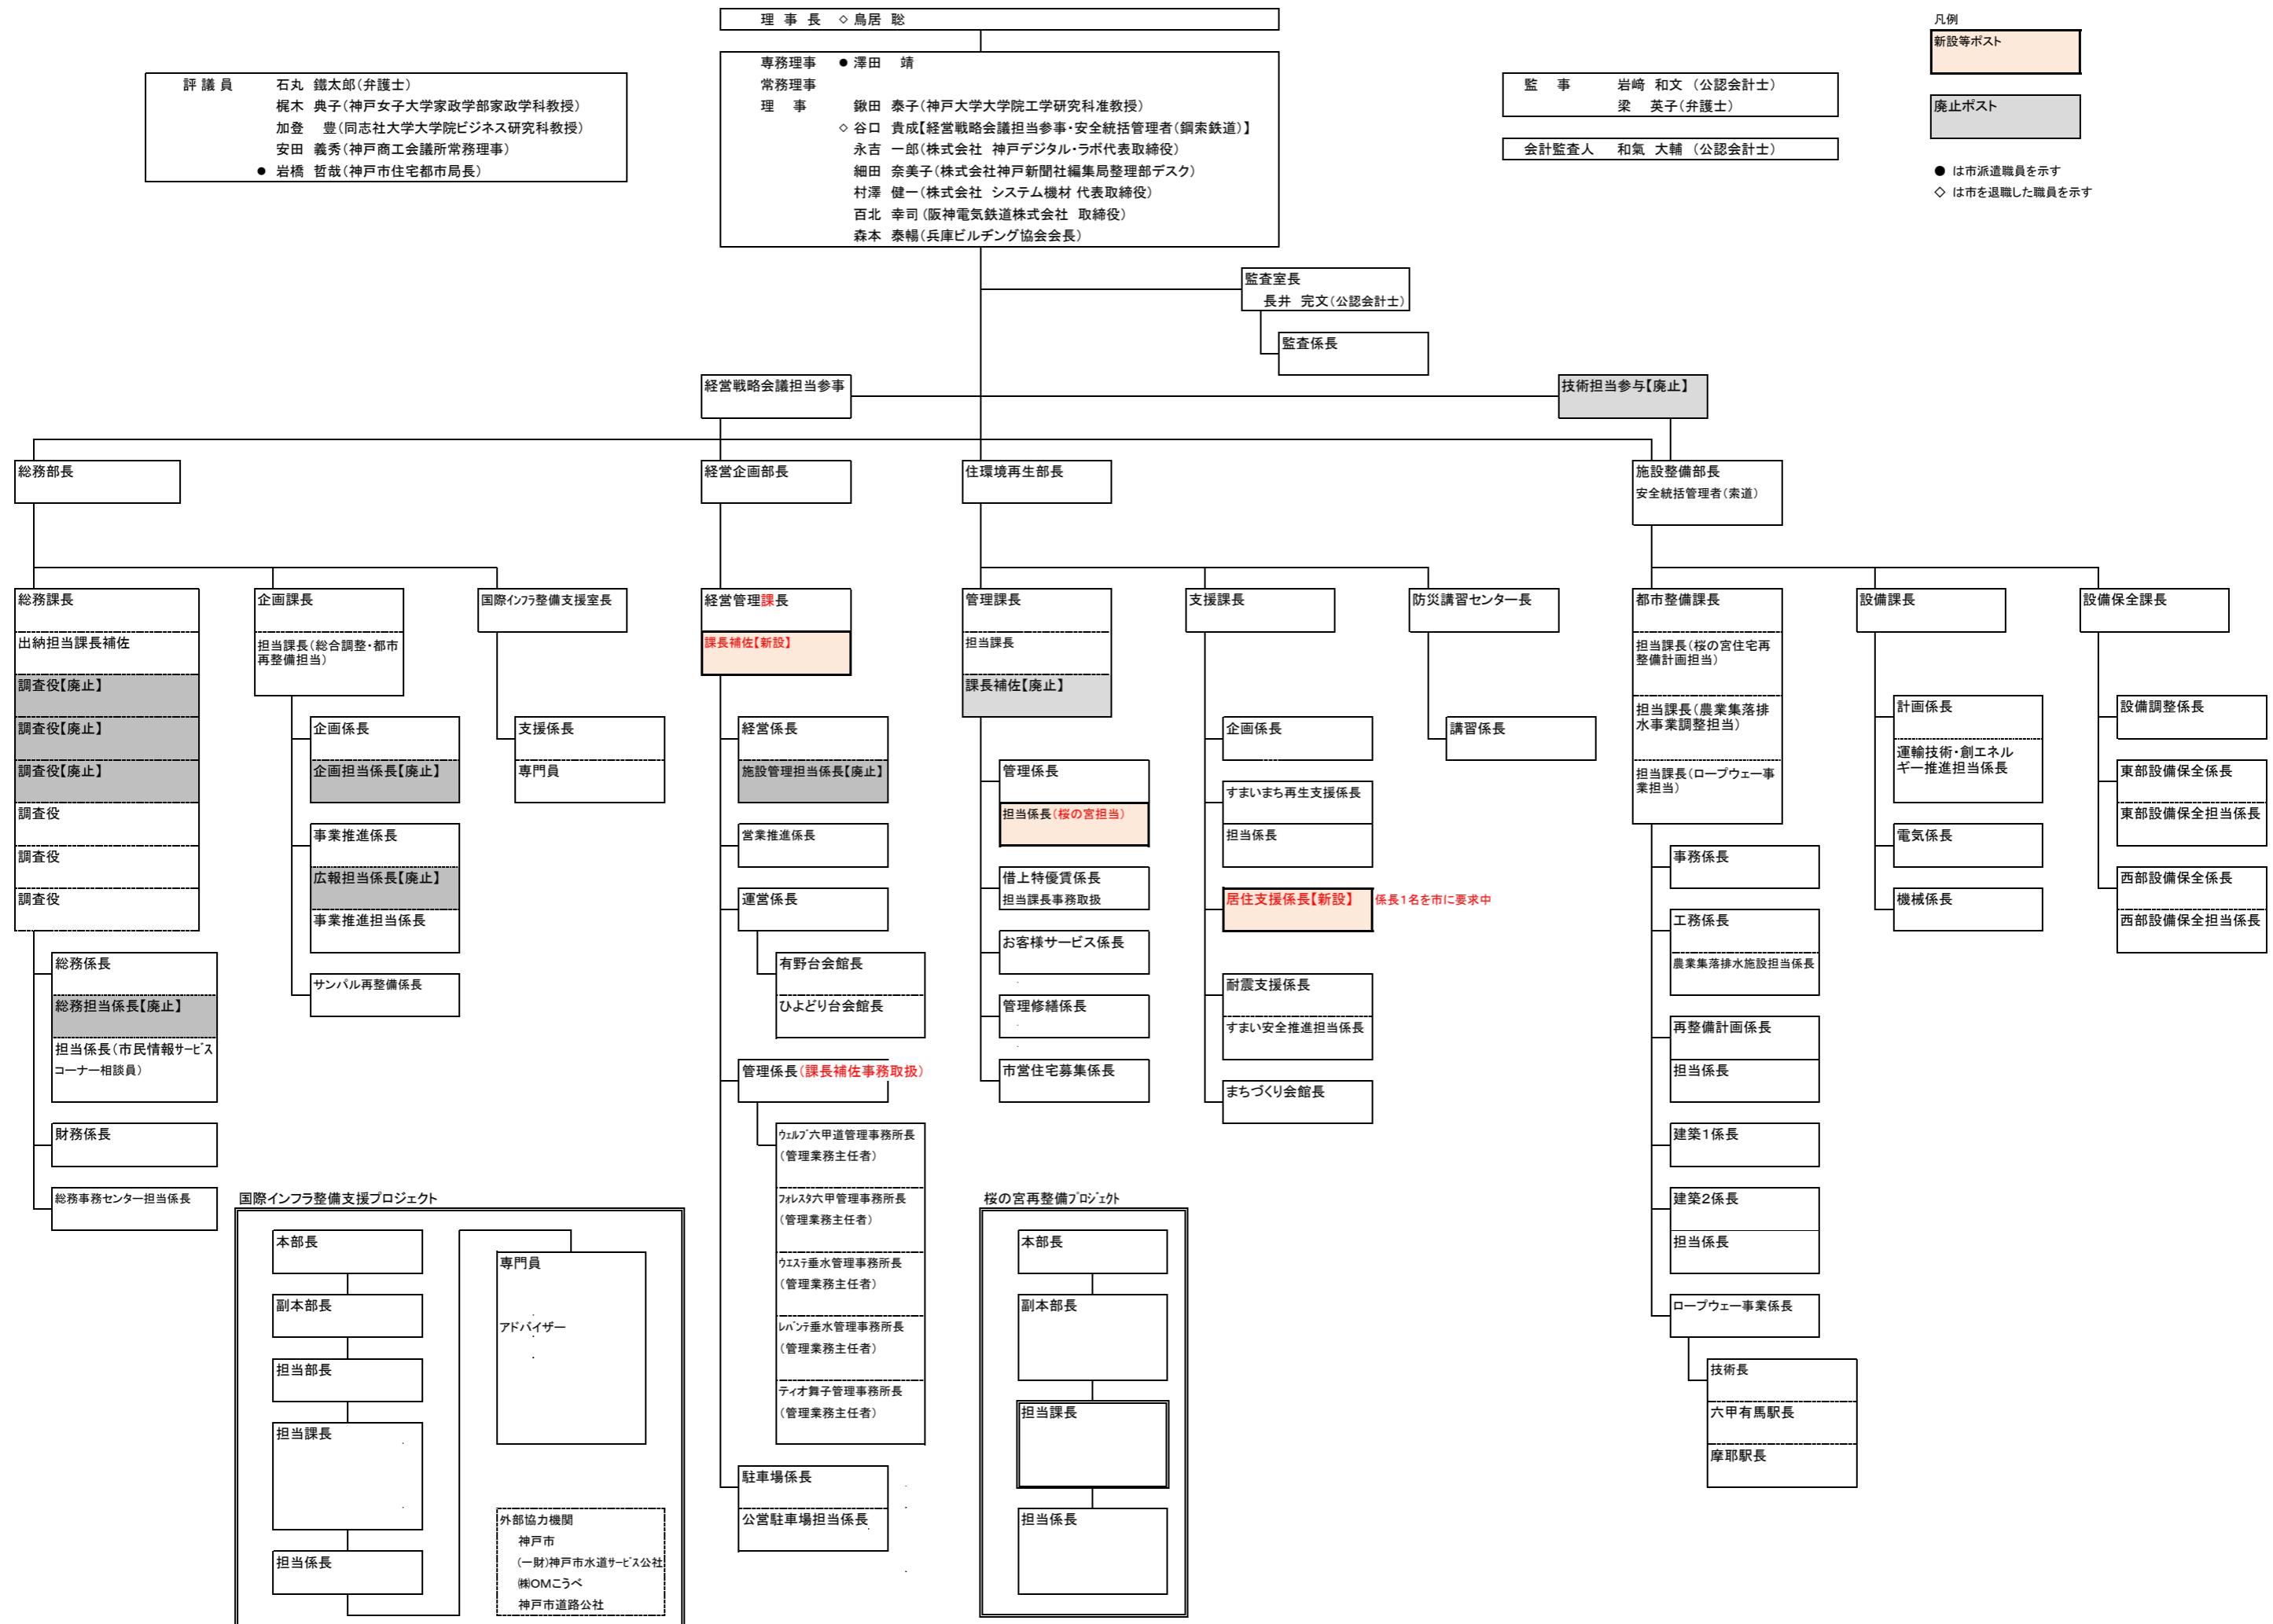 理 事 長 ◇ 鳥居 聡
専務理事 ● 澤田 靖
常務理事
理 事 鍬田 泰子(神戸大学大学院工学研究科准教授)
◇ 谷口 貴成【経営戦略会議担当参事・安全統括管理者(鋼索鉄道)】
永吉 一郎(株式会社 神戸デジタル・ラボ代表取締役)
細田 奈美子(株式会社神戸新聞社編集局整理部デスク)
村澤 健一(株式会社 システム機材 代表取締役)
百北 幸司(阪神電気鉄道株式会社 取締役)
森本 泰暢(兵庫ビルヂング協会会長)
評 議 員 石丸 鐵太郎(弁護士)
梶木 典子(神戸女子大学家政学部家政学科教授)
加登 豊(同志社大学大学院ビジネス研究科教授)
安田 義秀(神戸商工会議所常務理事)
● 岩橋 哲哉(神戸市住宅都市局長)
監 事 岩﨑 和文 (公認会計士)
梁 英子(弁護士)
会計監査人 和氣 大輔 (公認会計士)
凡例
新設等ポスト
廃止ポスト
● は市派遣職員を示す
◇ は市を退職した職員を示す
監査室長
長井 完文(公認会計士)
監査係長
経営戦略会議担当参事
技術担当参与【廃止】
総務部長
経営企画部長
住環境再生部長
施設整備部長
安全統括管理者(索道)
総務課長
出納担当課長補佐
調査役【廃止】
調査役【廃止】
調査役【廃止】
調査役
調査役
調査役
総務係長
総務担当係長【廃止】
担当係長(市民情報サービス
コーナー相談員)
財務係長
総務事務センター担当係長
企画課長
担当課長(総合調整・都市
再整備担当)
企画係長
企画担当係長【廃止】
事業推進係長
広報担当係長【廃止】
事業推進担当係長
サンパル再整備係長
国際インフラ整備支援室長
支援係長
専門員
経営管理課長
課長補佐【新設】
経営係長
施設管理担当係長【廃止】
営業推進係長
運営係長
有野台会館長
ひよどり台会館長
管理係長(課長補佐事務取扱)
ウェルブ六甲道管理事務所長
(管理業務主任者)
フォレスタ六甲管理事務所長
(管理業務主任者)
ウエステ垂水管理事務所長
(管理業務主任者)
レバンテ垂水管理事務所長
(管理業務主任者)
ティオ舞子管理事務所長
(管理業務主任者)
駐車場係長
公営駐車場担当係長
管理課長
担当課長
課長補佐【廃止】
管理係長
担当係長(桜の宮担当)
借上特優賃係長
担当課長事務取扱
お客様サービス係長
管理修繕係長
市営住宅募集係長
支援課長
企画係長
すまいまち再生支援係長
担当係長
居住支援係長【新設】 係長1名を市に要求中
耐震支援係長
すまい安全推進担当係長
まちづくり会館長
防災講習センター長
講習係長
都市整備課長
担当課長(桜の宮住宅再
整備計画担当)
担当課長(農業集落排
水事業調整担当)
担当課長(ロープウェー事
業担当)
事務係長
工務係長
農業集落排水施設担当係長
再整備計画係長
担当係長
建築1係長
建築2係長
担当係長
ロープウェー事業係長
技術長
六甲有馬駅長
摩耶駅長
設備課長
計画係長
運輸技術・創エネル
ギー推進担当係長
電気係長
機械係長
設備保全課長
設備調整係長
東部設備保全係長
東部設備保全担当係長
西部設備保全係長
西部設備保全担当係長
国際インフラ整備支援プロジェクト
本部長
副本部長
担当部長
担当課長
担当係長
専門員
アドバイザー
外部協力機関
神戸市
(一財)神戸市水道サービス公社
㈱OMこうべ
神戸市道路公社
桜の宮再整備プロジェクト
本部長
副本部長
担当課長
担当係長